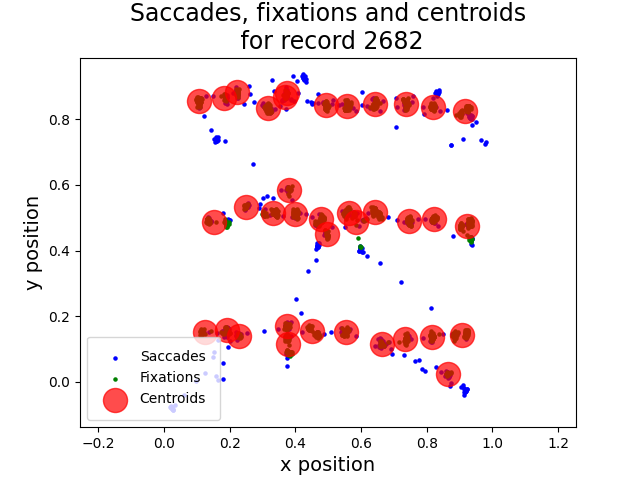 Saccades, fixations and centroids
for record 2682
y position
0.8
0.6
0.4
0.2
0.0
Saccades
Fixations
Centroids
−0.2 0.0 0.2 0.4 0.6 0.8 1.0 1.2
x position